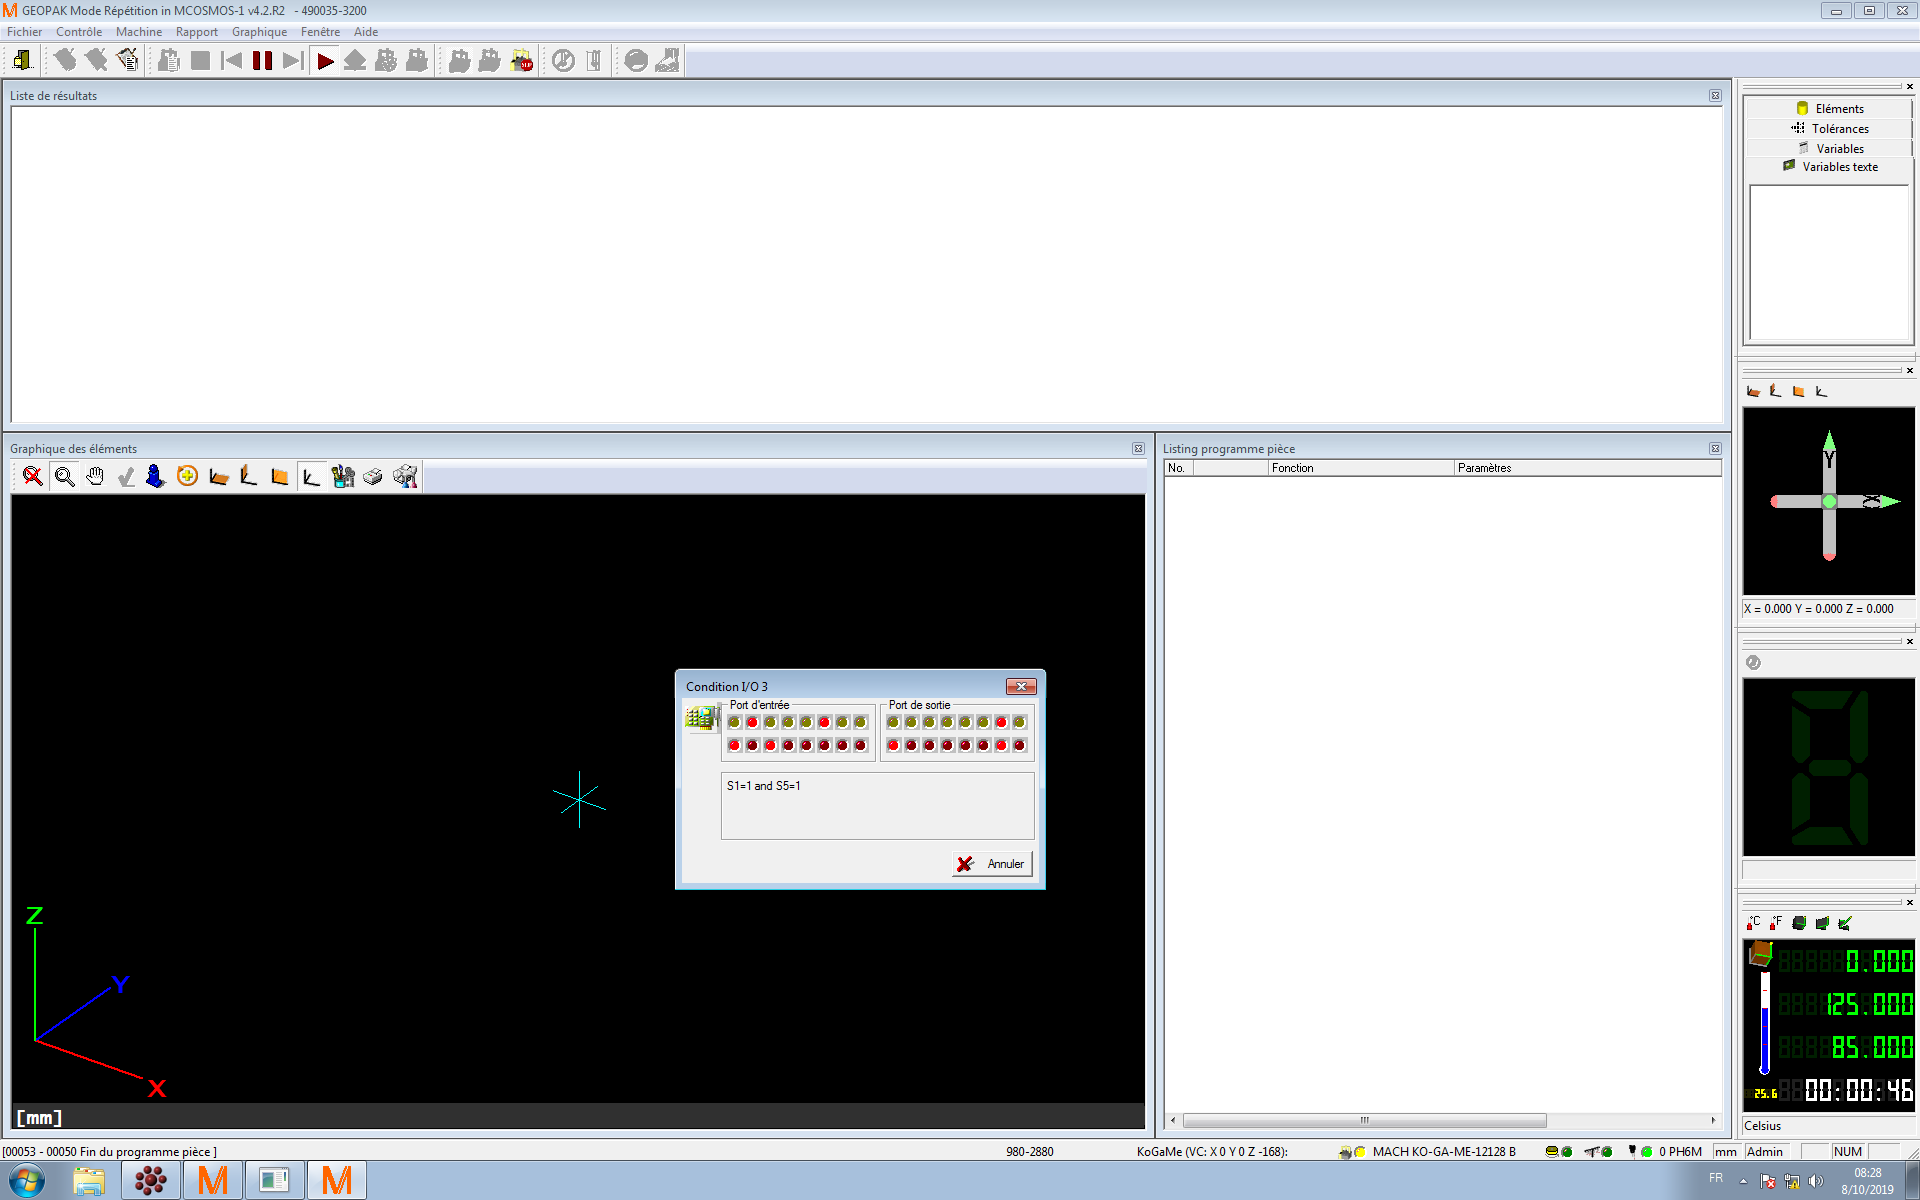 GEOPAK Mode Répétition in MCOSMOS-1 v4.2.R2 - 490035-3200
Fichier Contrôle Machine Rapport Graphique Fenêtre Aide
Liste de résultats
Eléments
Tolérances
Variables
Variables texte
Graphique des éléments
Listing programme pièce
No. Fonction Paramètres
Y
X
X = 0.000 Y = 0.000 Z = 0.000
Condition I/O 3
Port d'entrée Port de sortie
S1=1 and S5=1
Annuler
Z
Y
X
[mm]
°C °F
0.000
125.000
85.000
25.6 00:00:46
Celsius
[00053 - 00050 Fin du programme pièce ] 980-2880 KoGaMe (VC: X 0 Y 0 Z -168): MACH KO-GA-ME-12128 B 0 PH6M mm Admin NUM
FR
08:28
8/10/2019